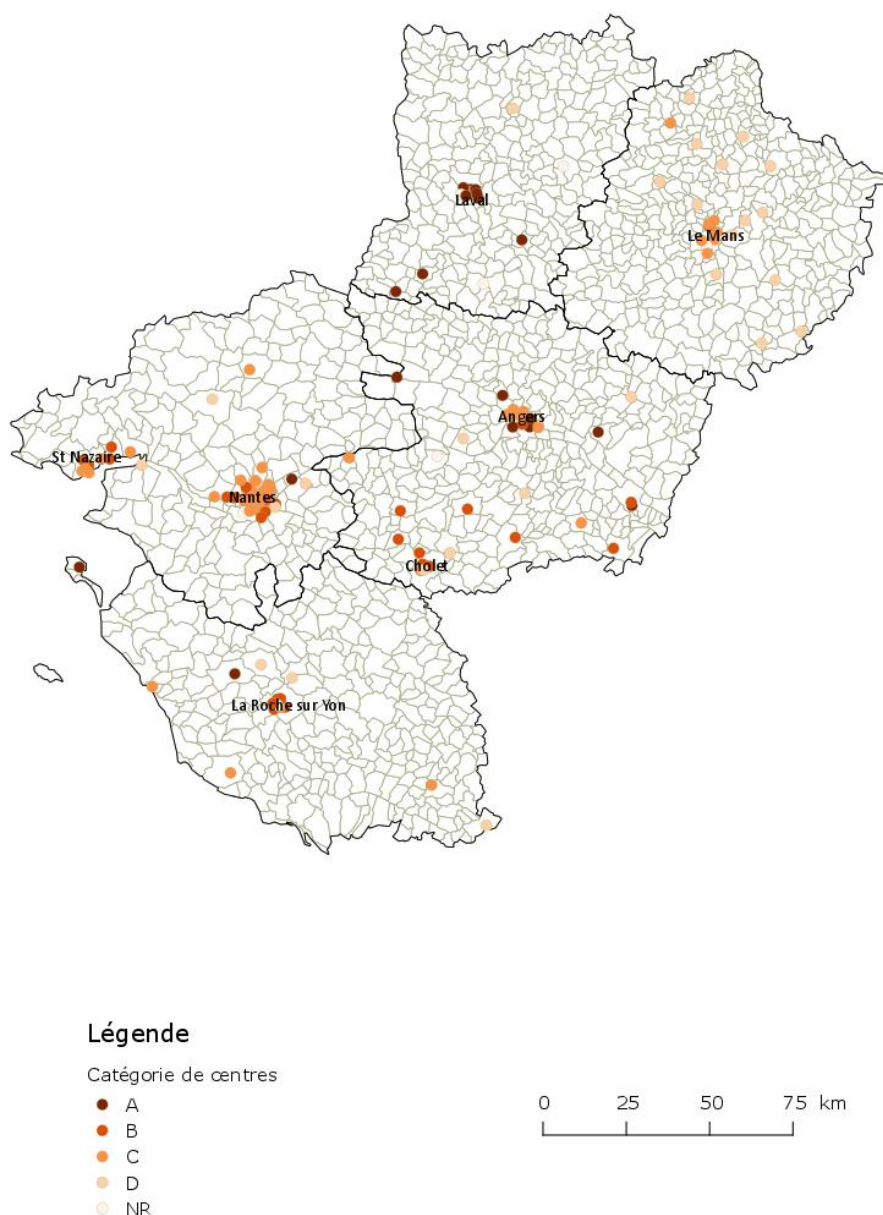 Laval
Le Mans
Angers
St Nazaire
Nantes
Cholet
La Roche sur Yon
Légende
Catégorie de centres
A
B
C
D
NR
0 25 50 75 km